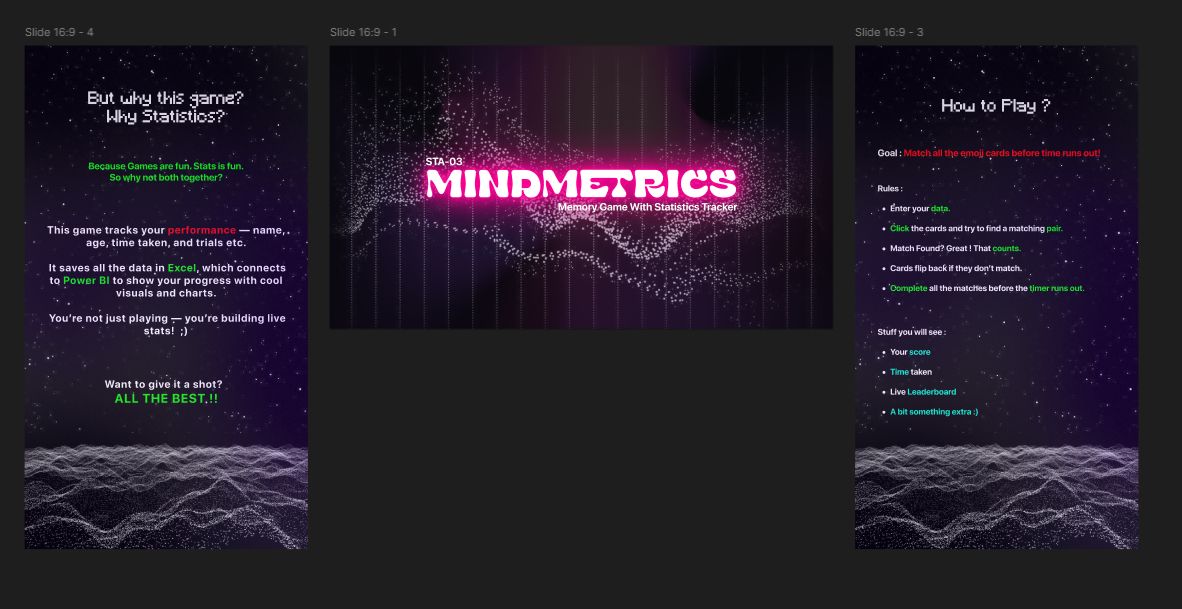 Slide 16:9 - 4
But why this game?
Why Statistics?
Because Games are fun. Stats is fun.
So why not both together?
This game tracks your performance — name,
age, time taken, and trials etc.
It saves all the data in Excel, which connects
to Power BI to show your progress with cool
visuals and charts.
You're not just playing — you're building live
stats!  ;)
Want to give it a shot?
ALL THE BEST.!!
Slide 16:9 - 1
STA-03
MINDMETRICS
Memory Game With Statistics Tracker
Slide 16:9 - 3
How to Play ?
Goal : Match all the emoji cards before time runs out!
Rules :
• Enter your data.
• Click the cards and try to find a matching pair.
• Match Found? Great ! That counts.
• Cards flip back if they don't match.
• Complete all the matches before the timer runs out.
Stuff you will see :
• Your score
• Time taken
• Live Leaderboard
• A bit something extra :)